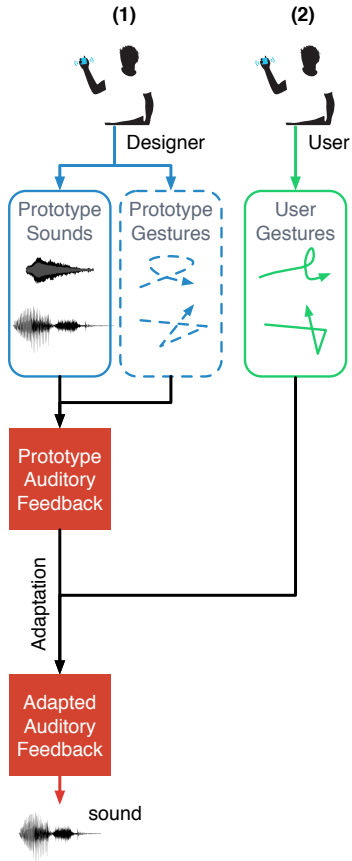 (1)
(2)
Designer
User
Prototype
Sounds
Prototype
Gestures
User
Gestures
Prototype
Auditory
Feedback
Adaptation
Adapted
Auditory
Feedback
sound